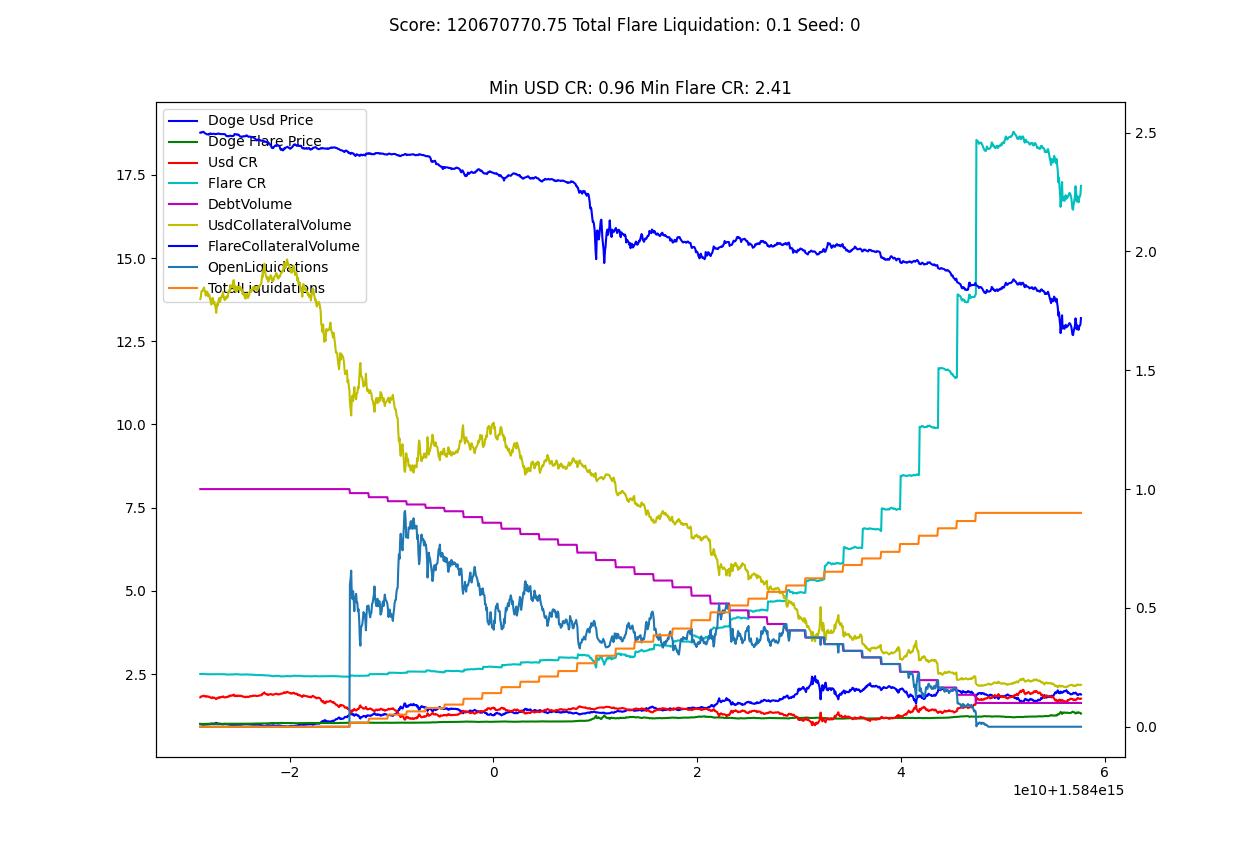 Score: 120670770.75 Total Flare Liquidation: 0.1 Seed: 0
Min USD CR: 0.96 Min Flare CR: 2.41
Doge Usd Price
Doge Flare Price
Usd CR
Flare CR
DebtVolume
UsdCollateralVolume
FlareCollateralVolume
OpenLiquidations
TotalLiquidations
17.5
15.0
12.5
10.0
7.5
5.0
2.5
2.5
2.0
1.5
1.0
0.5
0.0
−2
0
2
4
6
1e10+1.584e15